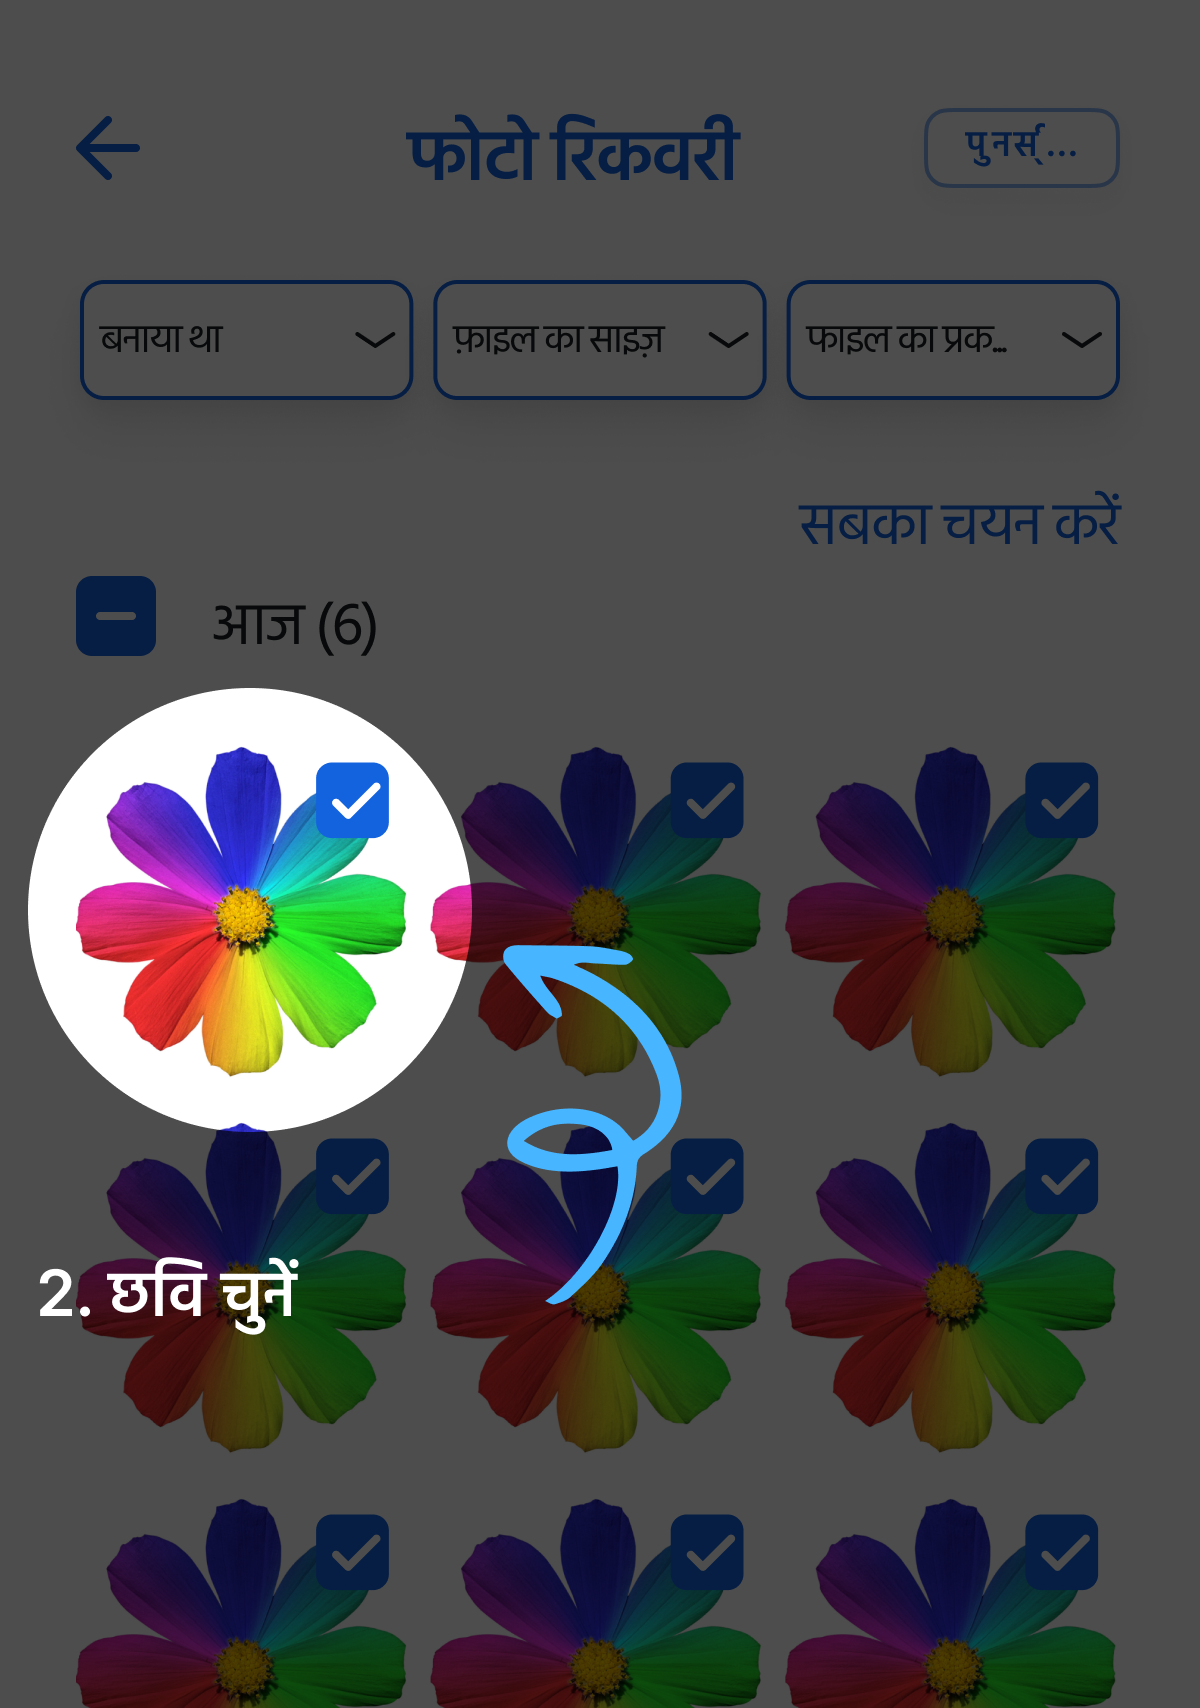 फोटो रिकवरी
पुनर्स्...
बनाया था
फ़ाइल का साइज़
फाइल का प्रक...
सबका चयन करें
आज (6)
2. छवि चुनें